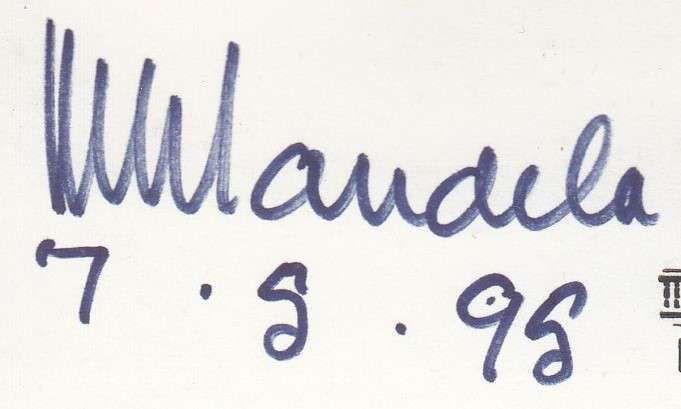 NMandela
7 . 8 . 98